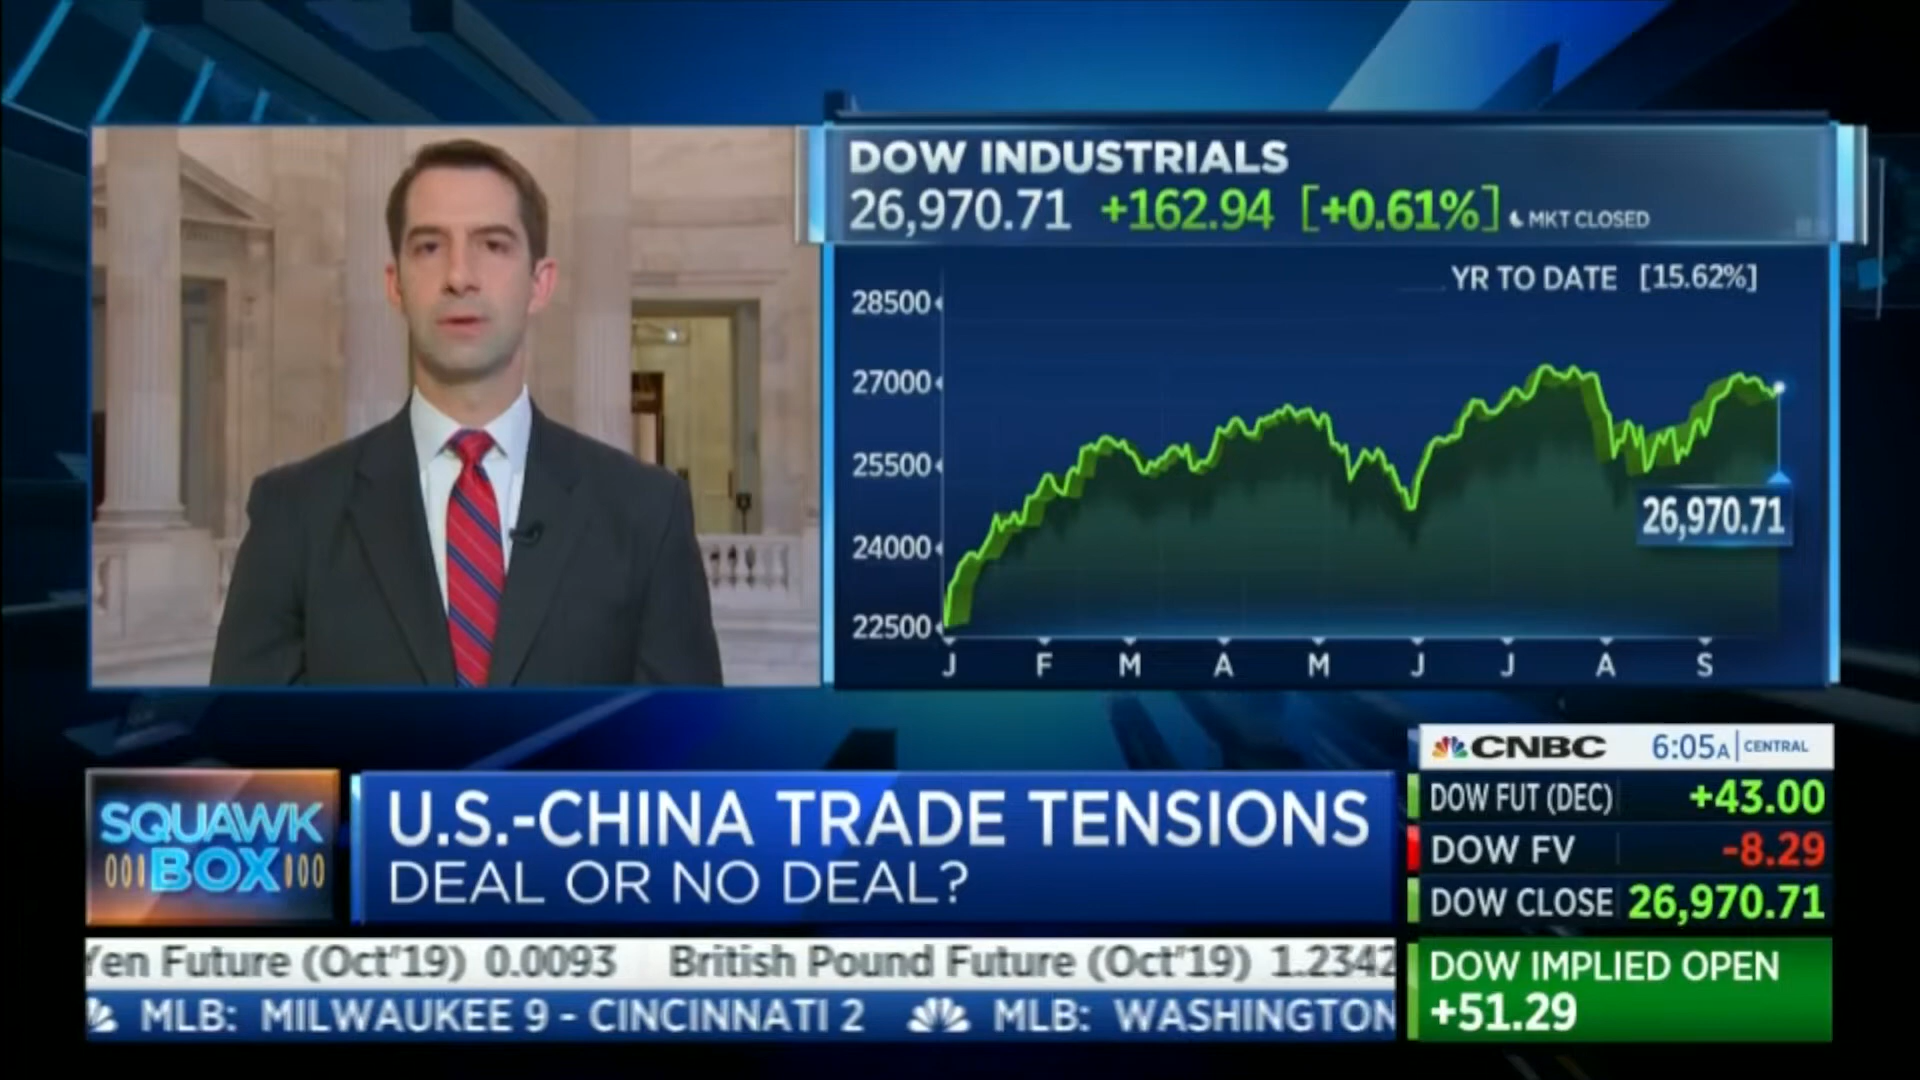 DOW INDUSTRIALS
26,970.71 +162.94 [+0.61%] MKT CLOSED
YR TO DATE [15.62%]
28500
27000
25500
24000
22500
26,970.71
J F M A M J J A S
SQUAWK
BOX
U.S.-CHINA TRADE TENSIONS
DEAL OR NO DEAL?
CNBC 6:05A CENTRAL
DOW FUT (DEC) +43.00
DOW FV -8.29
DOW CLOSE 26,970.71
DOW IMPLIED OPEN
+51.29
Yen Future (Oct'19) 0.0093 British Pound Future (Oct'19) 1.2342
MLB: MILWAUKEE 9 - CINCINNATI 2 MLB: WASHINGTON